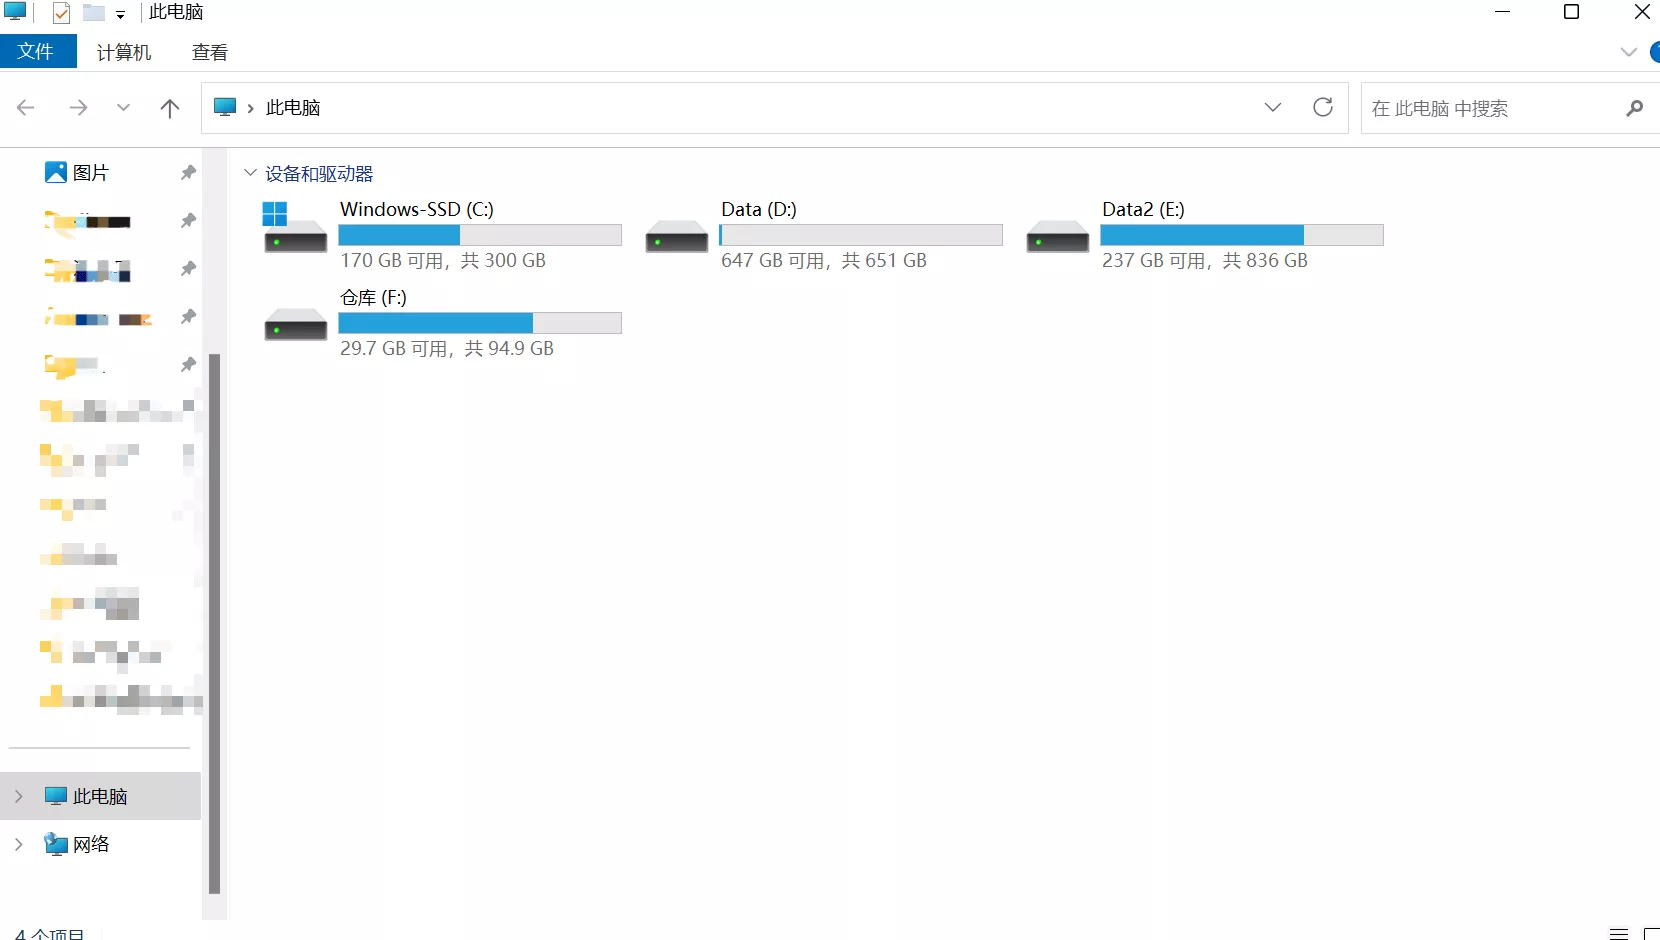 此电脑
文件 计算机 查看
此电脑
在 此电脑 中搜索
图片
此电脑
网络
设备和驱动器
Windows-SSD (C:)
170 GB 可用，共 300 GB
Data (D:)
647 GB 可用，共 651 GB
Data2 (E:)
237 GB 可用，共 836 GB
仓库 (F:)
29.7 GB 可用，共 94.9 GB
4 个项目